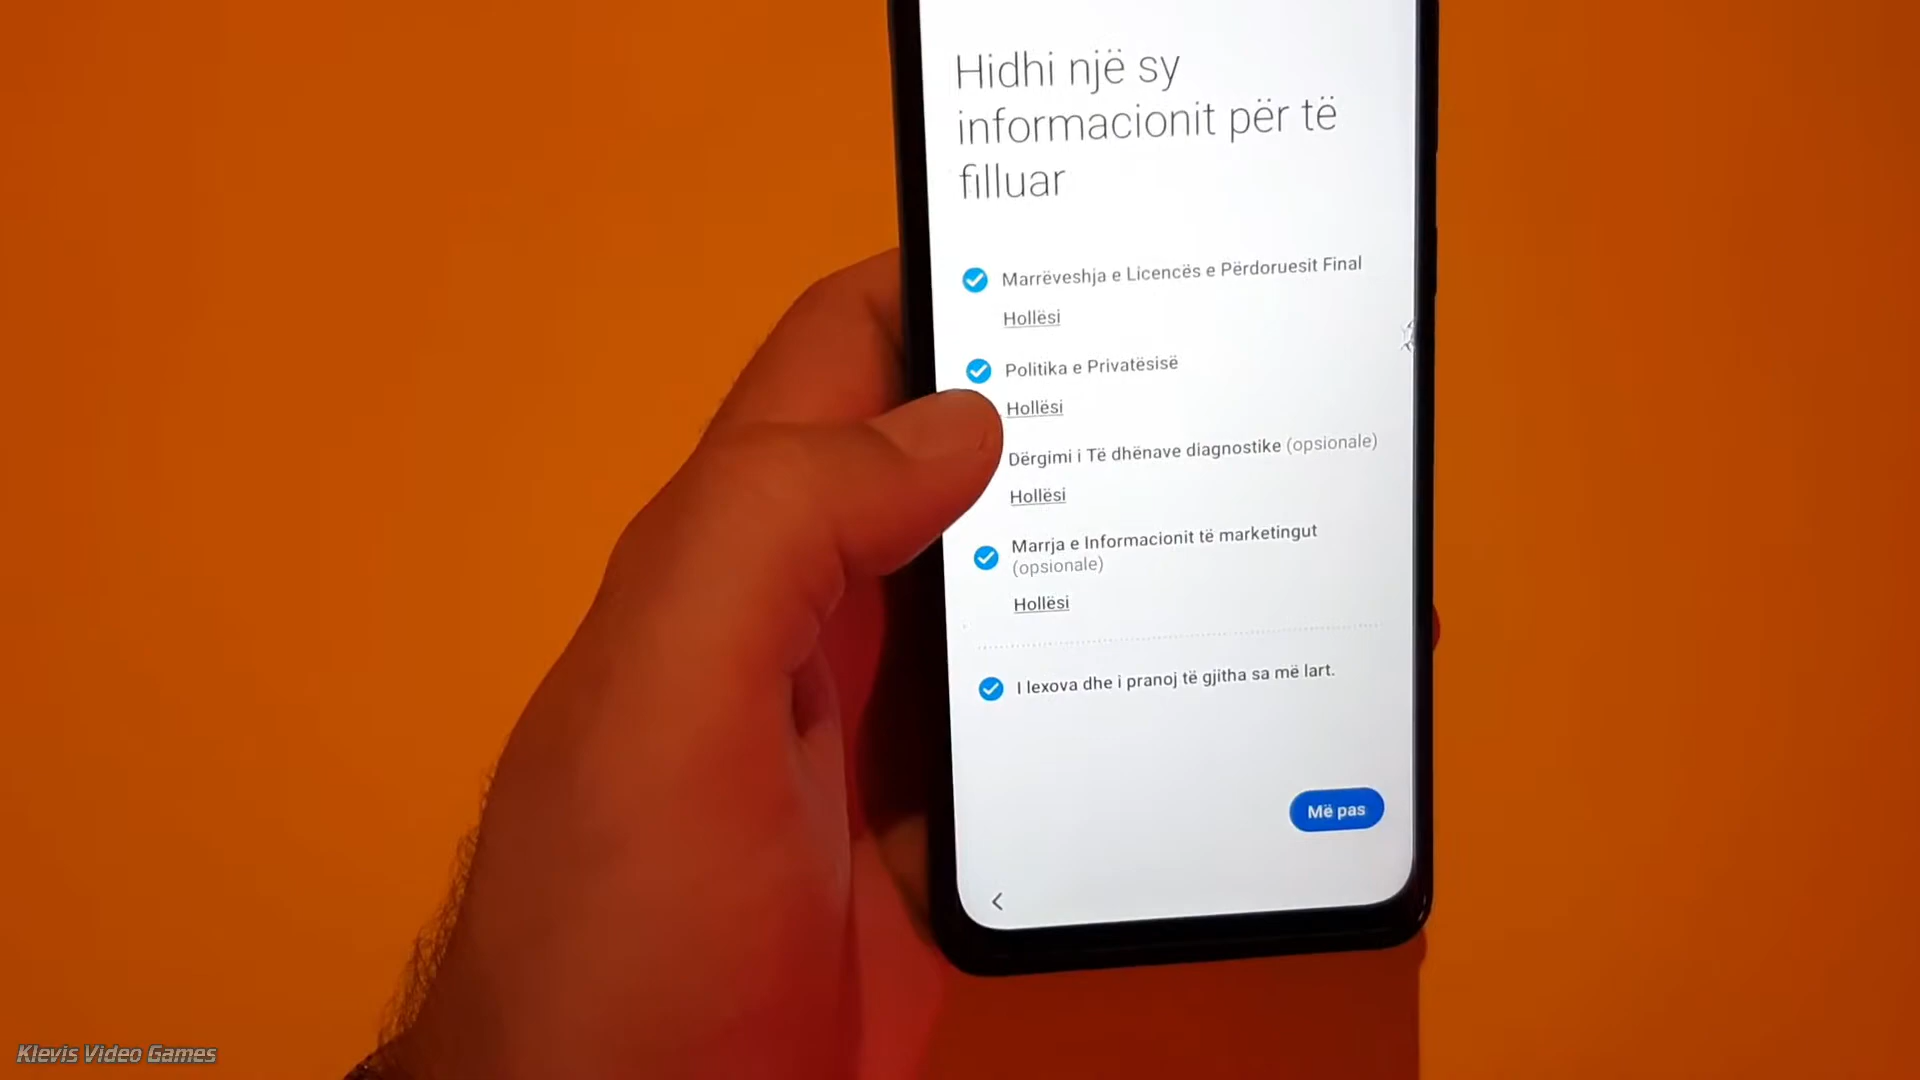 Hidhi një sy
informacionit për të
filluar
Marrëveshja e Licencës e Përdoruesit Final
Hollësi
Politika e Privatësisë
Hollësi
Dërgimi i Të dhënave diagnostike (opsionale)
Hollësi
Marrja e Informacionit të marketingut
(opsionale)
Hollësi
I lexova dhe i pranoj të gjitha sa më lart.
Më pas
Klevis Video Games